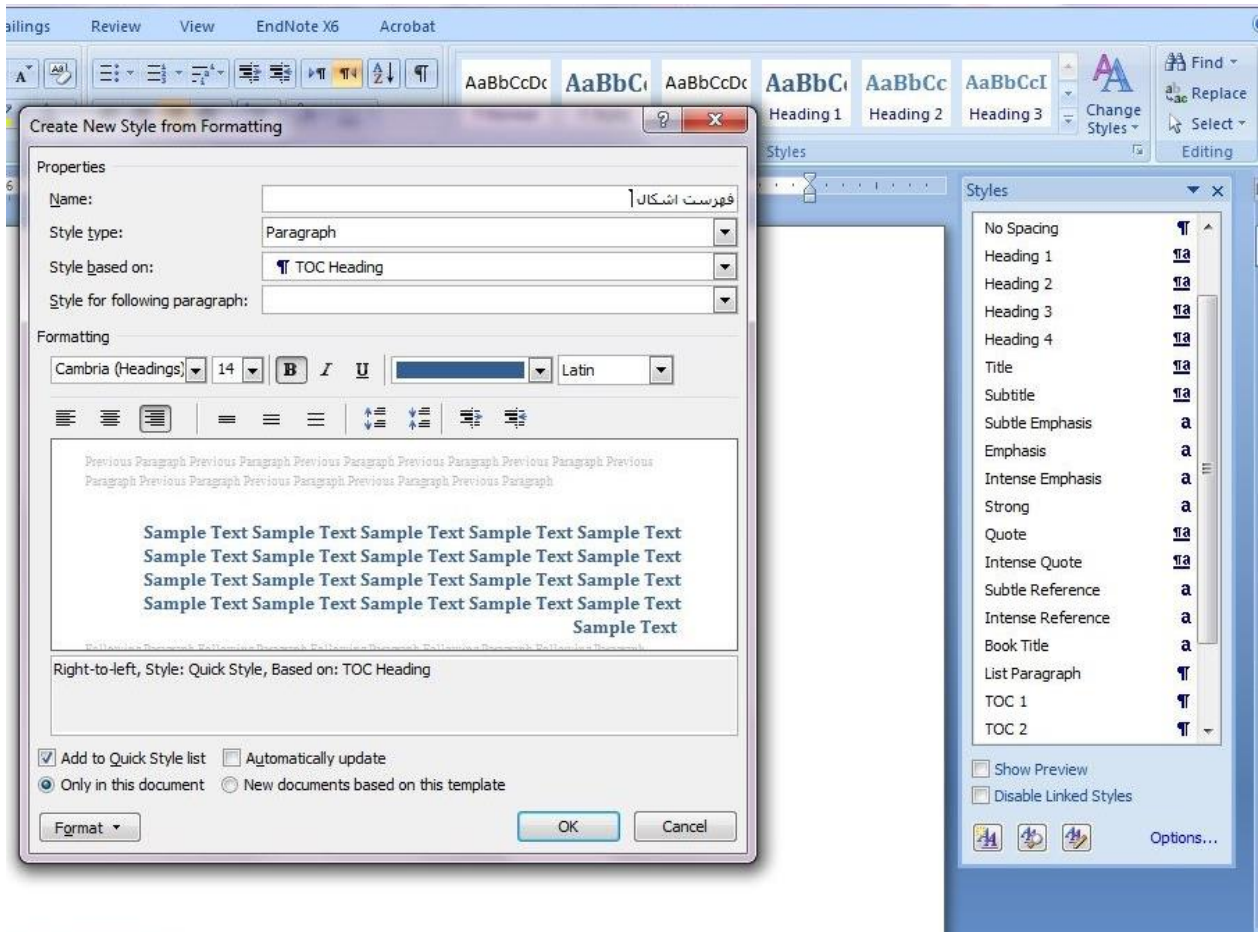 ailings Review View EndNote X6 Acrobat
AaBbCcDc AaBbC AaBbCcDc AaBbC AaBbCc AaBbCcI
Heading 1 Heading 2 Heading 3
Change
Styles
Find
Replace
Select
Styles
Editing
Create New Style from Formatting
Properties
Name: فهرست اشکال
Style type: Paragraph
Style based on: ¶ TOC Heading
Style for following paragraph:
Formatting
Cambria (Headings) 14 B I U Latin
Previous Paragraph Previous Paragraph Previous Paragraph Previous Paragraph Previous Paragraph Previous
Paragraph Previous Paragraph Previous Paragraph Previous Paragraph Previous Paragraph
Sample Text Sample Text Sample Text Sample Text Sample Text
Sample Text Sample Text Sample Text Sample Text Sample Text
Sample Text Sample Text Sample Text Sample Text Sample Text
Sample Text Sample Text Sample Text Sample Text Sample Text
Sample Text
Following Paragraph Following Paragraph Following Paragraph Following Paragraph
Right-to-left, Style: Quick Style, Based on: TOC Heading
Add to Quick Style list Automatically update
Only in this document New documents based on this template
Format OK Cancel
Styles
No Spacing ¶
Heading 1 ¶a
Heading 2 ¶a
Heading 3 ¶a
Heading 4 ¶a
Title ¶a
Subtitle ¶a
Subtle Emphasis a
Emphasis a
Intense Emphasis a
Strong a
Quote ¶a
Intense Quote ¶a
Subtle Reference a
Intense Reference a
Book Title a
List Paragraph ¶
TOC 1 ¶
TOC 2 ¶
Show Preview
Disable Linked Styles
Options...